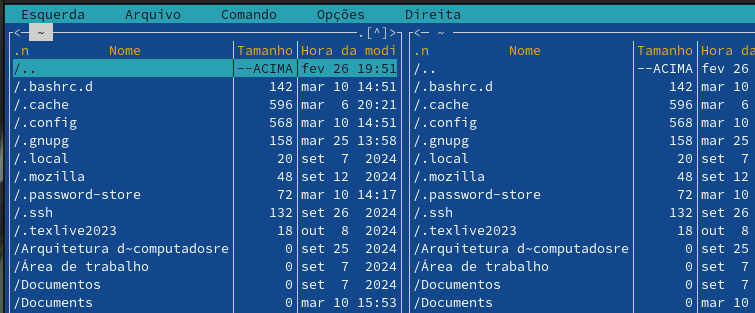 Esquerda Arquivo Comando Opções Direita
<─ ~ .[^]> <─ ~
.n Nome Tamanho Hora da modi .n Nome Tamanho Hora da
/.. --ACIMA fev 26 19:51 /.. --ACIMA fev 26
/.bashrc.d 142 mar 10 14:51 /.bashrc.d 142 mar 10
/.cache 596 mar 6 20:21 /.cache 596 mar 6
/.config 568 mar 10 14:51 /.config 568 mar 10
/.gnupg 158 mar 25 13:58 /.gnupg 158 mar 25
/.local 20 set 7 2024 /.local 20 set 7
/.mozilla 48 set 12 2024 /.mozilla 48 set 12
/.password-store 72 mar 10 14:17 /.password-store 72 mar 10
/.ssh 132 set 26 2024 /.ssh 132 set 26
/.texlive2023 18 out 8 2024 /.texlive2023 18 out 8
/Arquitetura d~computadosre 0 set 25 2024 /Arquitetura d~computadosre 0 set 25
/Área de trabalho 0 set 7 2024 /Área de trabalho 0 set 7
/Documentos 0 set 7 2024 /Documentos 0 set 7
/Documents 0 mar 10 15:53 /Documents 0 mar 10